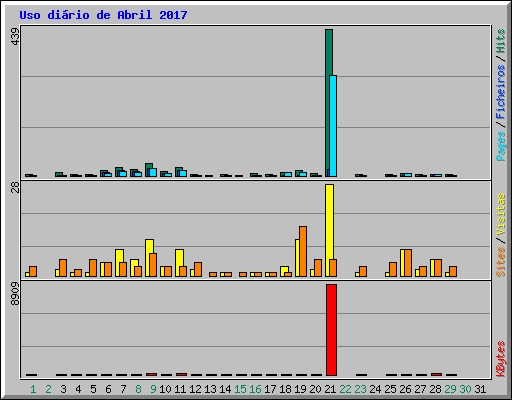 Uso diário de Abril 2017
439
28
8909
Pages / Ficheiros / Hits
Sites / Visitas
KBytes
1 2 3 4 5 6 7 8 9 10 11 12 13 14 15 16 17 18 19 20 21 22 23 24 25 26 27 28 29 30 31